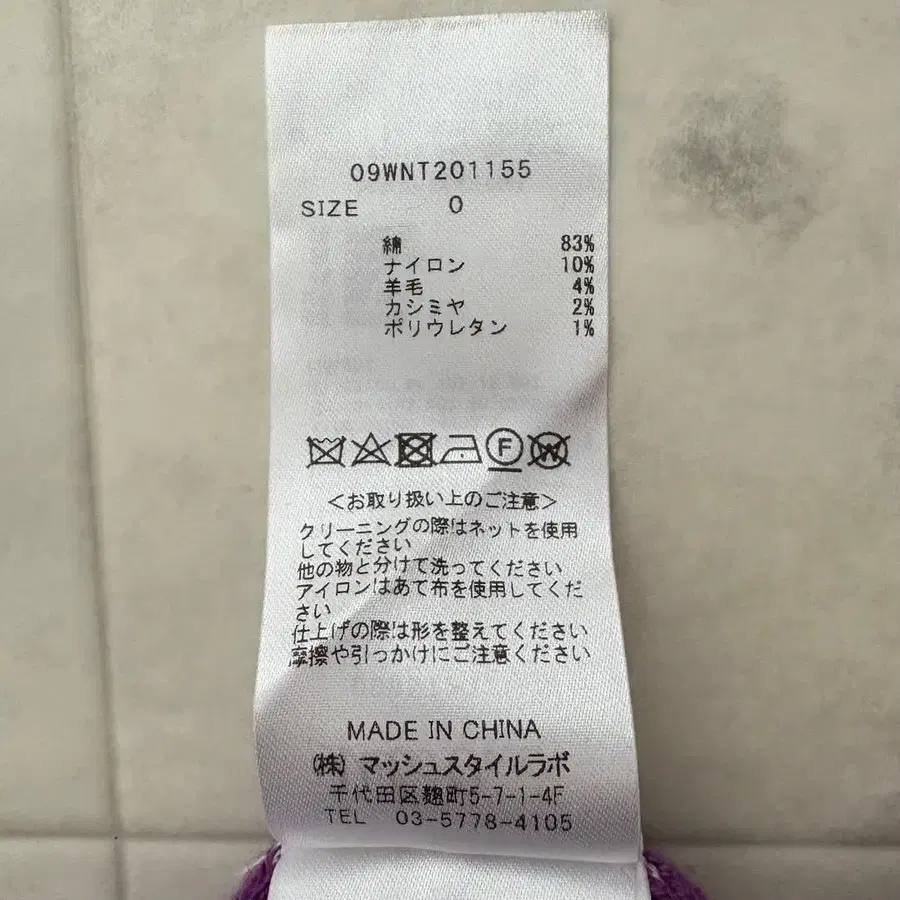 09WNT201155
SIZE 0
綿 83%
ナイロン 10%
羊毛 4%
カシミヤ 2%
ポリウレタン 1%
F W
<お取り扱い上のご注意>
クリーニングの際はネットを使用
してください
他の物と分けて洗ってください
アイロンはあて布を使用してくだ
さい
仕上げの際は形を整えてください
摩擦や引っかけにご注意ください
MADE IN CHINA
(株) マッシュスタイルラボ
千代田区麹町5-7-1-4F
TEL 03-5778-4105